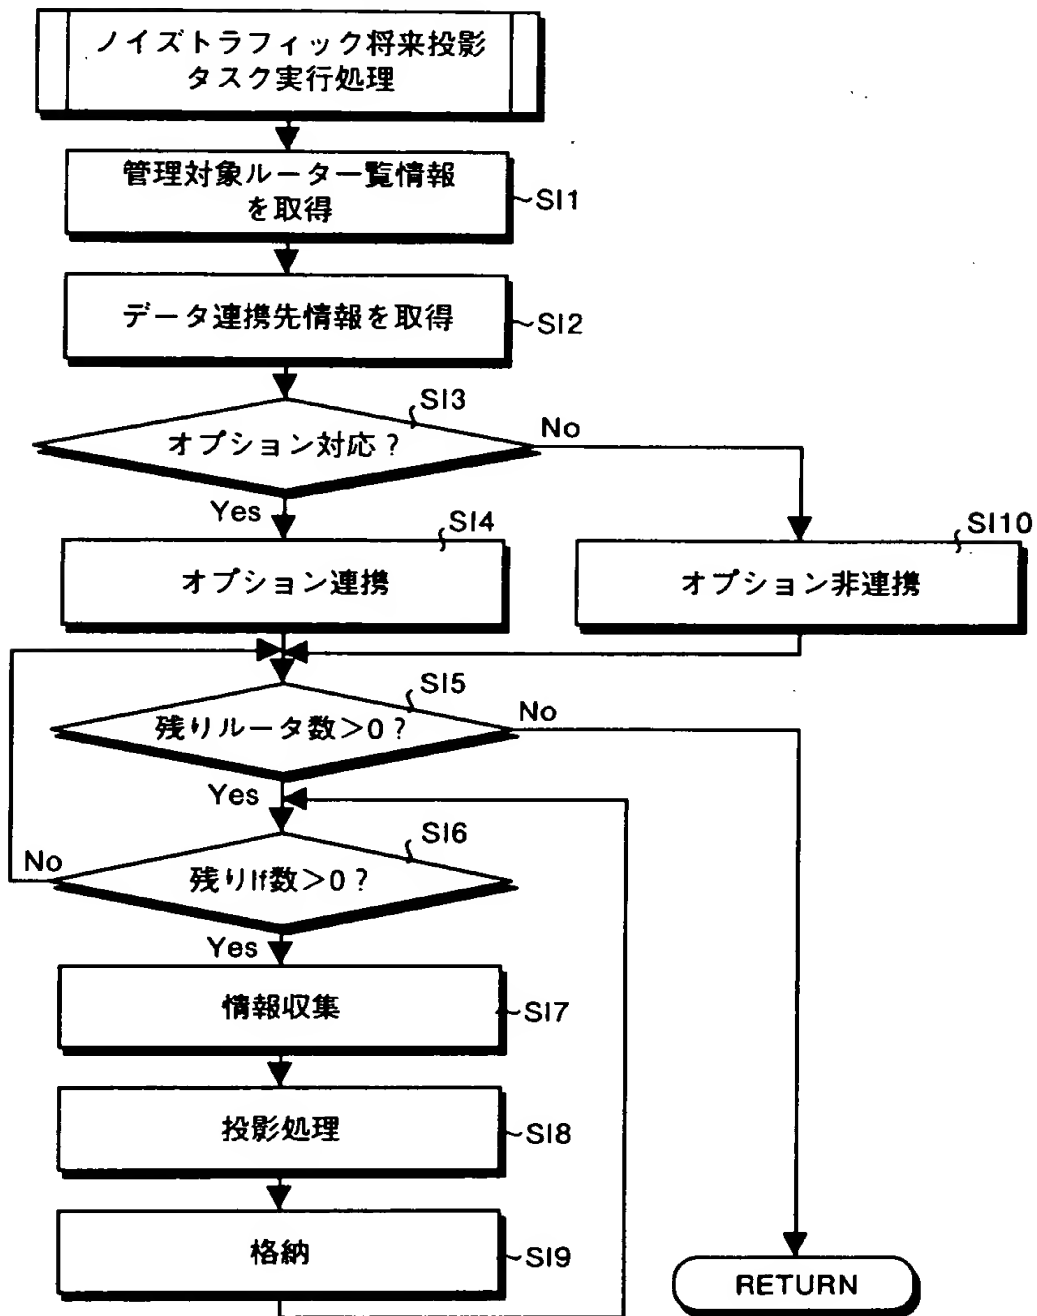 ノイズトラフィック将来投影
タスク実行処理
管理対象ルータ一覧情報
を取得
SI1
データ連携先情報を取得
SI2
SI3
オプション対応？
No
Yes
SI4
オプション連携
SI10
オプション非連携
SI5
残りルータ数>0？
No
Yes
SI6
残りIf数>0？
No
Yes
情報収集
SI7
投影処理
SI8
格納
SI9
RETURN